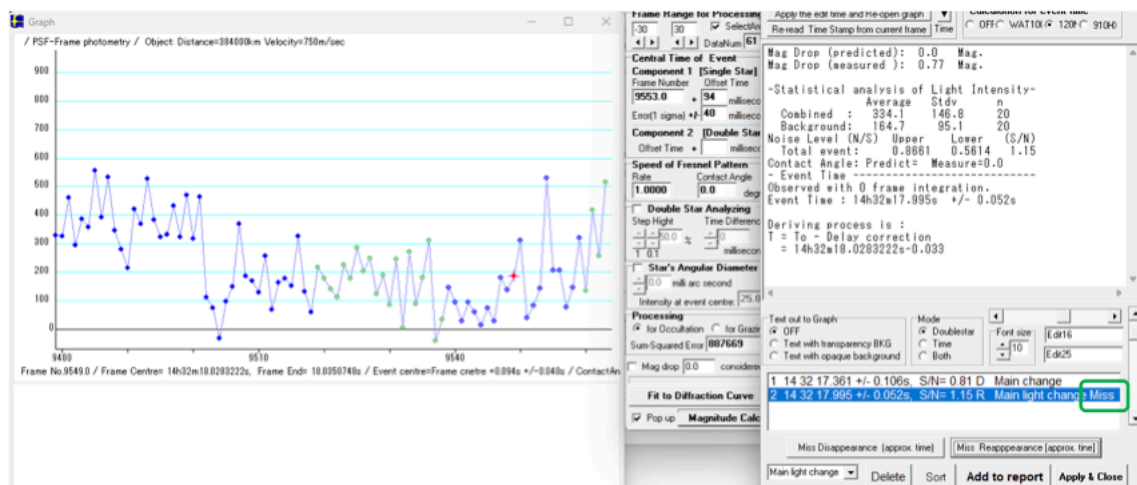 Graph
/ PSF-Frame photometry / Object: Distance=384000km Velocity=750m/sec
900
800
700
600
500
400
300
200
100
0
9480
9510
9540
Frame No.9549.0 / Frame Centre= 14h32m18.0283222s, Frame End= 18.0350748s / Event centre=Frame cnetre +0.094s +/-0.040s / ContactAn
Frame Range for Processing
-30
30
SelectAr
DataNum
61
Central Time of Event
Component 1 [Single Star]
Frame Number Offset Time
9553.0 + 94 milliseco
Error(1 sigma) +/- 40 milliseco
Component 2 [Double Star
Offset Time + millisec
Speed of Fresnel Pattern
Rate Contact Angle
1.0000 0.0 degr
Double Star Analyzing
Step Hight Time Differenc
50.0 % 0
1 0.1 millisecon
Star's Angular Diameter
0.0 milli arc second
Intensity at event centre: 25.0
Processing
for Occultation for Grazin
Sum-Squared Error 887669
Mag drop 0.0 considere
Fit to Diffraction Curve
Pop up Magnitude Calc
Apply the edit time and Re-open graph
Re-read Time Stamp from current frame Time
Calculation for event time
OFF WAT100 120N 910HD
Mag Drop (predicted): 0.0 Mag.
Mag Drop (measured ): 0.77 Mag.
-Statistical analysis of Light Intensity-
Average Stdv n
Combined : 334.1 146.8 20
Background: 164.7 95.1 20
Noise Level (N/S) Upper Lower (S/N)
Total event: 0.8661 0.5614 1.15
Contact Angle: Predict= Measure=0.0
- Event Time ----------------------------
Observed with 0 frame integration.
Event Time : 14h32m17.995s +/- 0.052s
Deriving process is :
T = To - Delay correction
= 14h32m18.0283222s-0.033
Text out to Graph
OFF
Text with transparency BKG
Text with opaque background
Mode
Doublestar
Time
Both
Font size
10
Edit16
Edit25
1 14 32 17.361 +/- 0.106s, S/N= 0.81 D Main change
2 14 32 17.995 +/- 0.052s, S/N= 1.15 R Main light change Miss
Miss Disappearance (approx. time)
Miss Reapppearance (approx. time)
Main light change
Delete
Sort
Add to report
Apply & Close